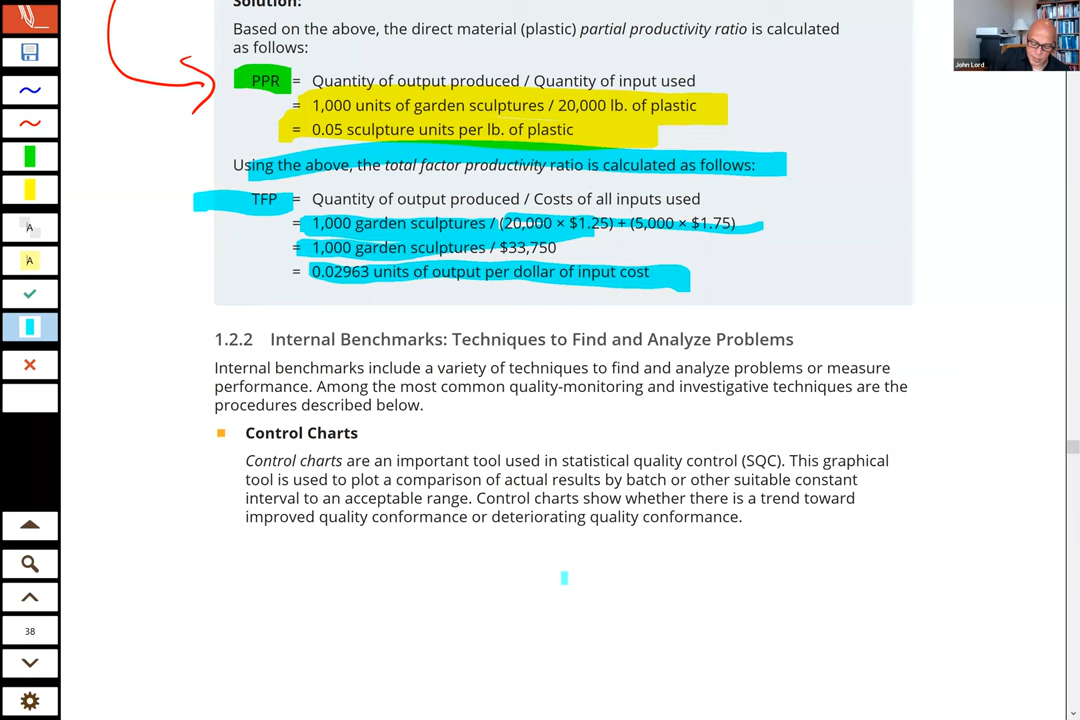 Solution:
Based on the above, the direct material (plastic) partial productivity ratio is calculated
as follows:
PPR = Quantity of output produced / Quantity of input used
= 1,000 units of garden sculptures / 20,000 lb. of plastic
= 0.05 sculpture units per lb. of plastic
Using the above, the total factor productivity ratio is calculated as follows:
TFP = Quantity of output produced / Costs of all inputs used
= 1,000 garden sculptures / (20,000 × $1.25) + (5,000 × $1.75)
= 1,000 garden sculptures / $33,750
= 0.02963 units of output per dollar of input cost
1.2.2 Internal Benchmarks: Techniques to Find and Analyze Problems
Internal benchmarks include a variety of techniques to find and analyze problems or measure
performance. Among the most common quality-monitoring and investigative techniques are the
procedures described below.
Control Charts
Control charts are an important tool used in statistical quality control (SQC). This graphical
tool is used to plot a comparison of actual results by batch or other suitable constant
interval to an acceptable range. Control charts show whether there is a trend toward
improved quality conformance or deteriorating quality conformance.
A
A
38
John Lord